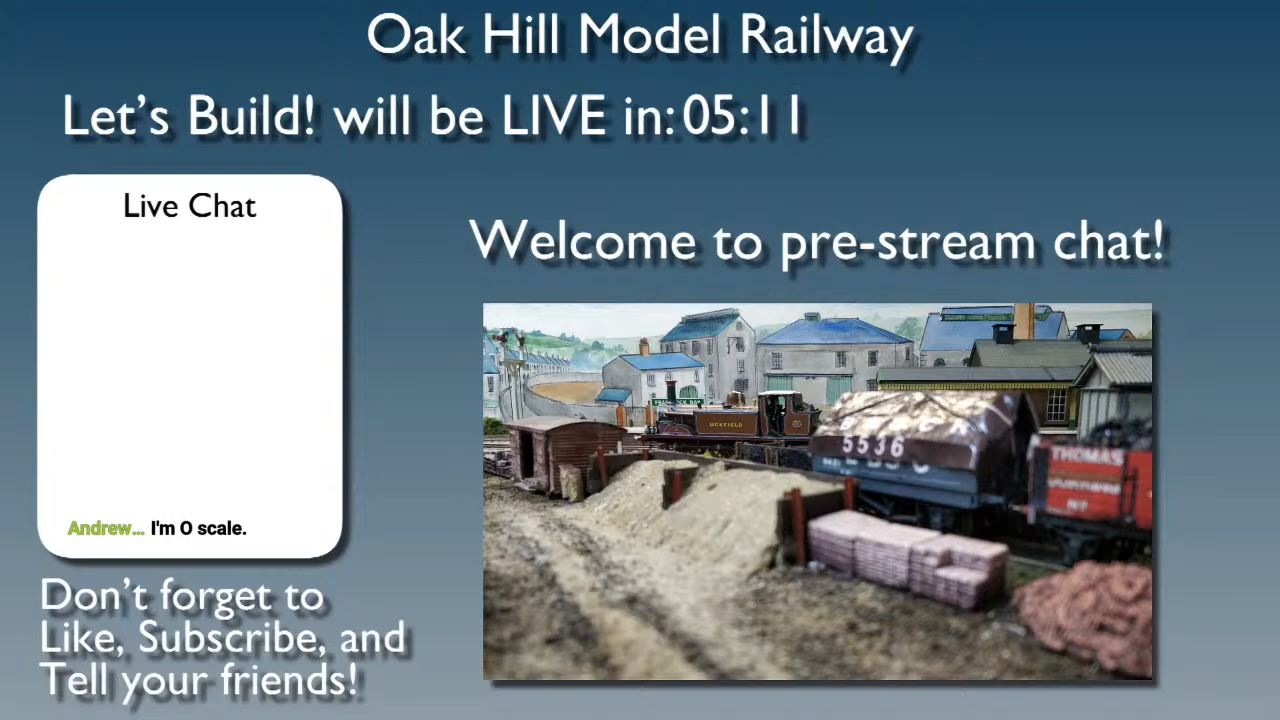 Oak Hill Model Railway
Let's Build! will be LIVE in: 05:11
Live Chat
Welcome to pre-stream chat!
UCKFIELD
5536
THOMAS
Andrew... I'm O scale.
Don't forget to
Like, Subscribe, and
Tell your friends!